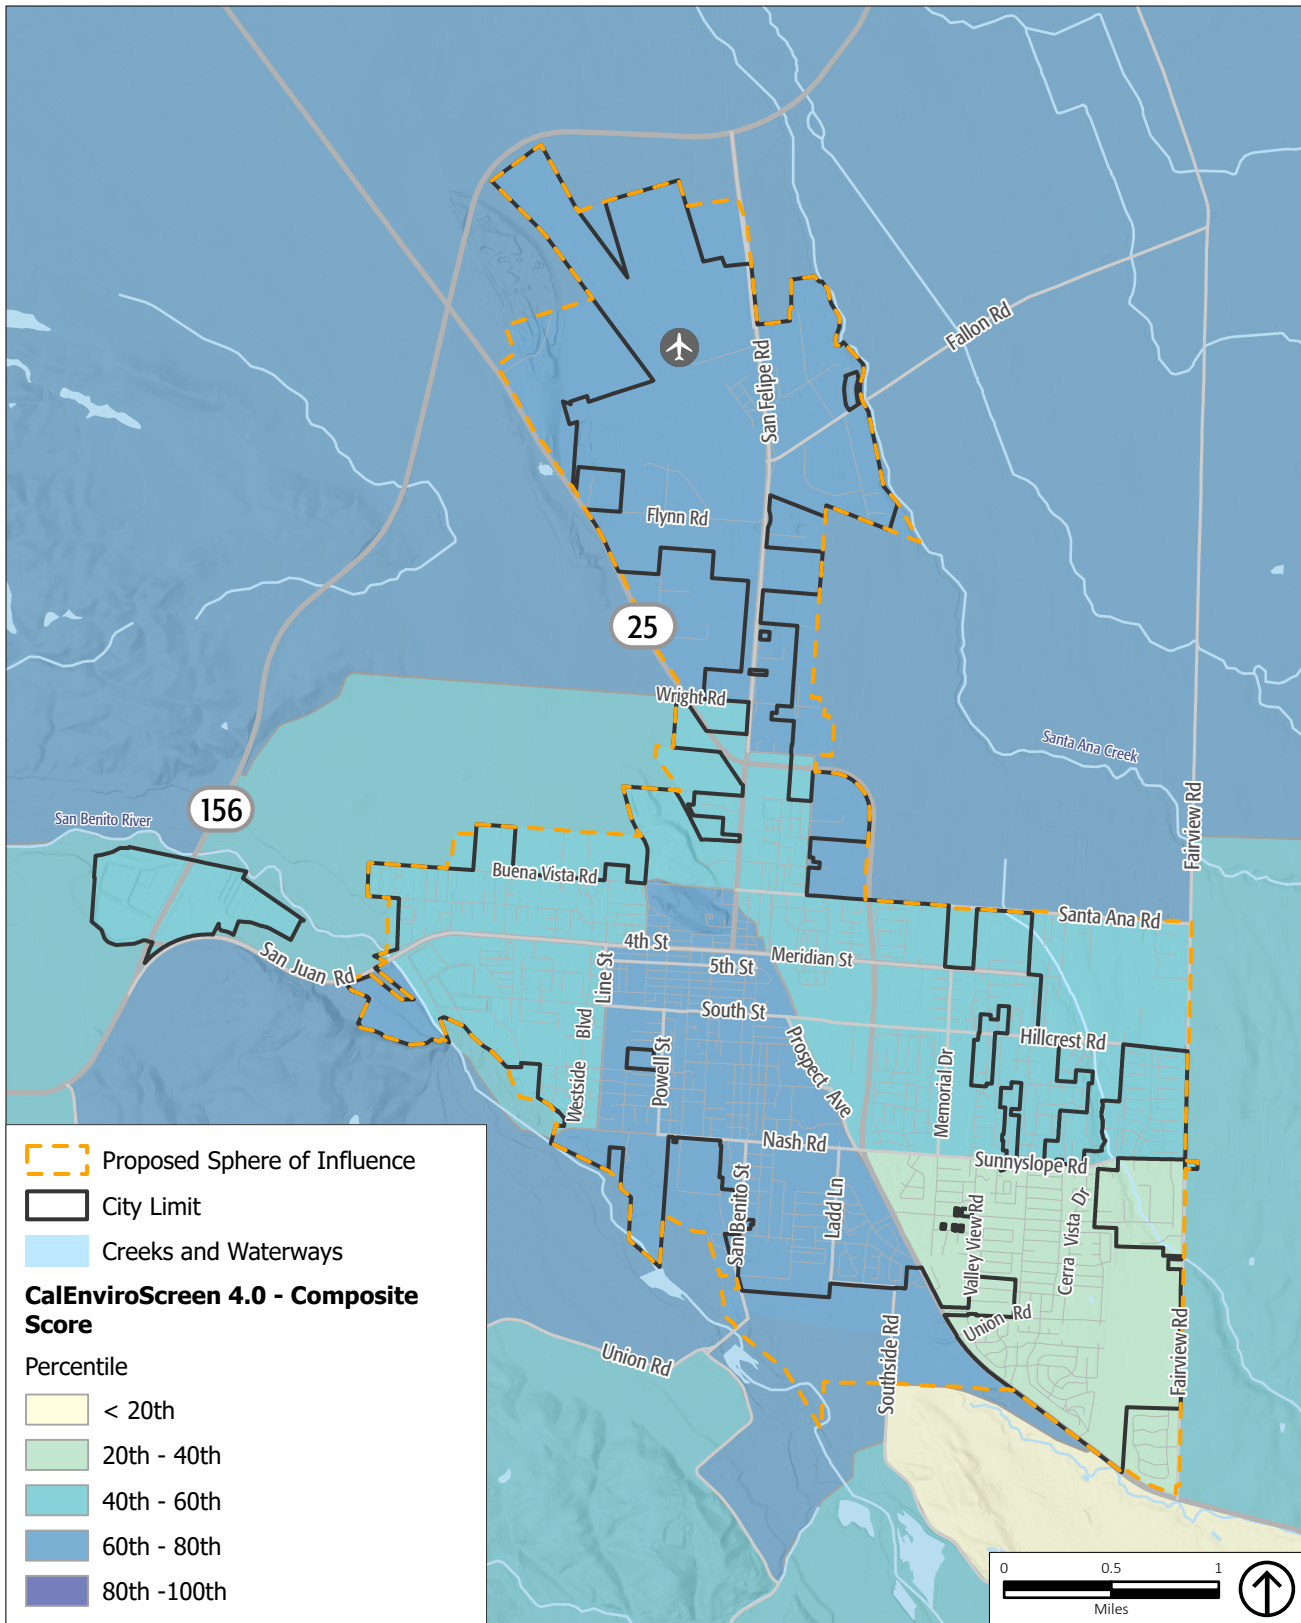 San Felipe Rd
Fallon Rd
Flynn Rd
25
Wright Rd
Santa Ana Creek
156
San Benito River
Fairview Rd
Buena Vista Rd
Santa Ana Rd
4th St
Meridian St
5th St
San Juan Rd
Line St
South St
Hillcrest Rd
Westside Blvd
Powell St
Prospect Ave
Memorial Dr
Nash Rd
Sunnyslope Rd
San Benito St
Ladd Ln
Valley View Rd
Cerra Vista Dr
Union Rd
Union Rd
Southside Rd
Fairview Rd
Proposed Sphere of Influence
City Limit
Creeks and Waterways
CalEnviroScreen 4.0 - Composite
Score
Percentile
< 20th
20th - 40th
40th - 60th
60th - 80th
80th -100th
0 0.5 1
Miles